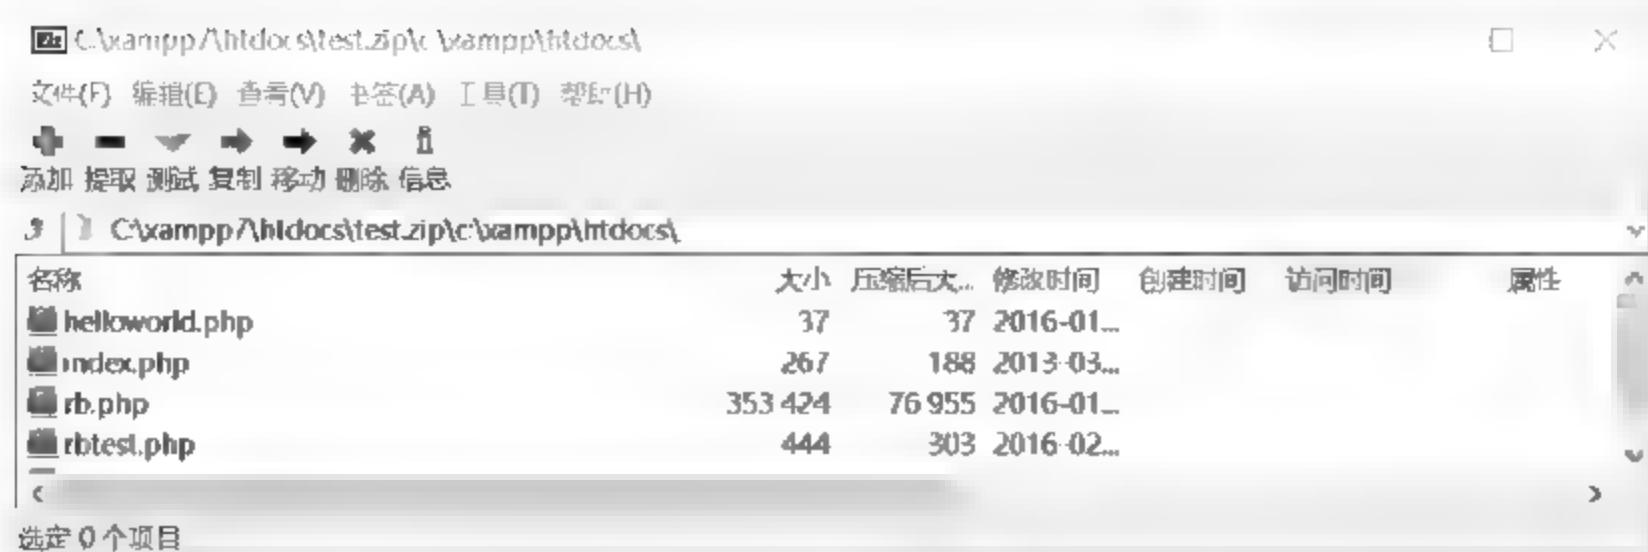 C:\xampp7\htdocs\test.zip\c:\xampp\htdocs\
文件(F) 编辑(E) 查看(V) 书签(A) 工具(T) 帮助(H)
添加 提取 测试 复制 移动 删除 信息
C:\xampp7\htdocs\test.zip\c:\xampp\htdocs\
名称 大小 压缩后大... 修改时间 创建时间 访问时间 属性
helloworld.php 37 37 2016-01...
index.php 267 188 2013-03...
rb.php 353 424 76 955 2016-01...
rbtest.php 444 303 2016-02...
选定 0 个项目